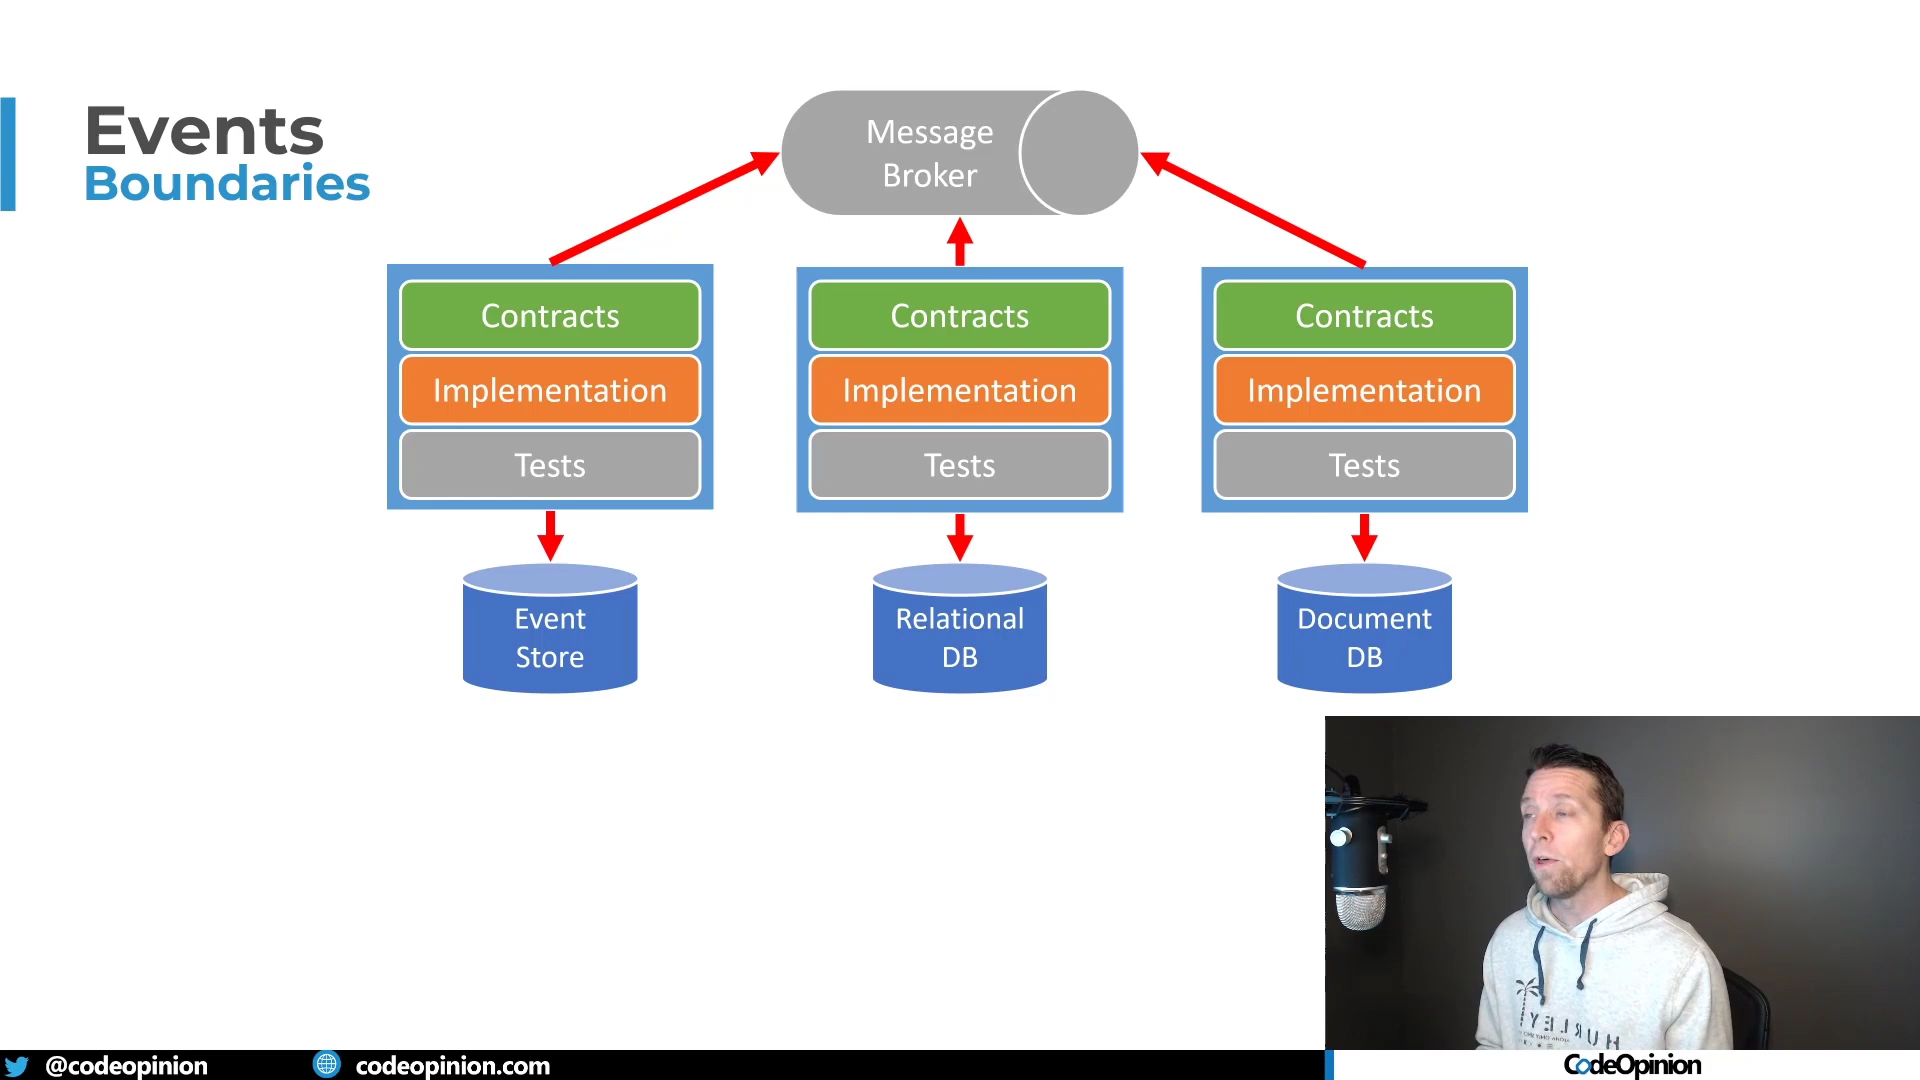 Events
Boundaries
Message
Broker
Contracts
Implementation
Tests
Contracts
Implementation
Tests
Contracts
Implementation
Tests
Event
Store
Relational
DB
Document
DB
HURLEY
@codeopinion
codeopinion.com
CodeOpinion